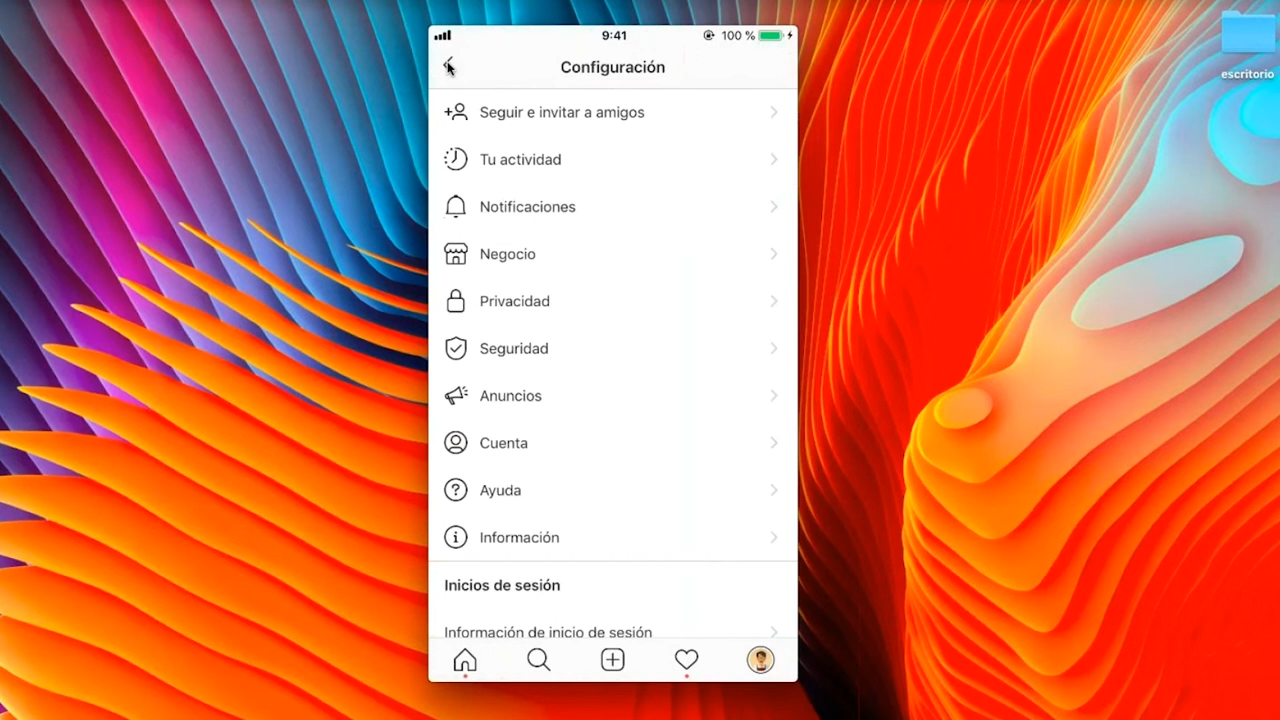 9:41
100 %
Configuración
escritorio
Seguir e invitar a amigos
Tu actividad
Notificaciones
Negocio
Privacidad
Seguridad
Anuncios
Cuenta
Ayuda
Información
Inicios de sesión
Información de inicio de sesión